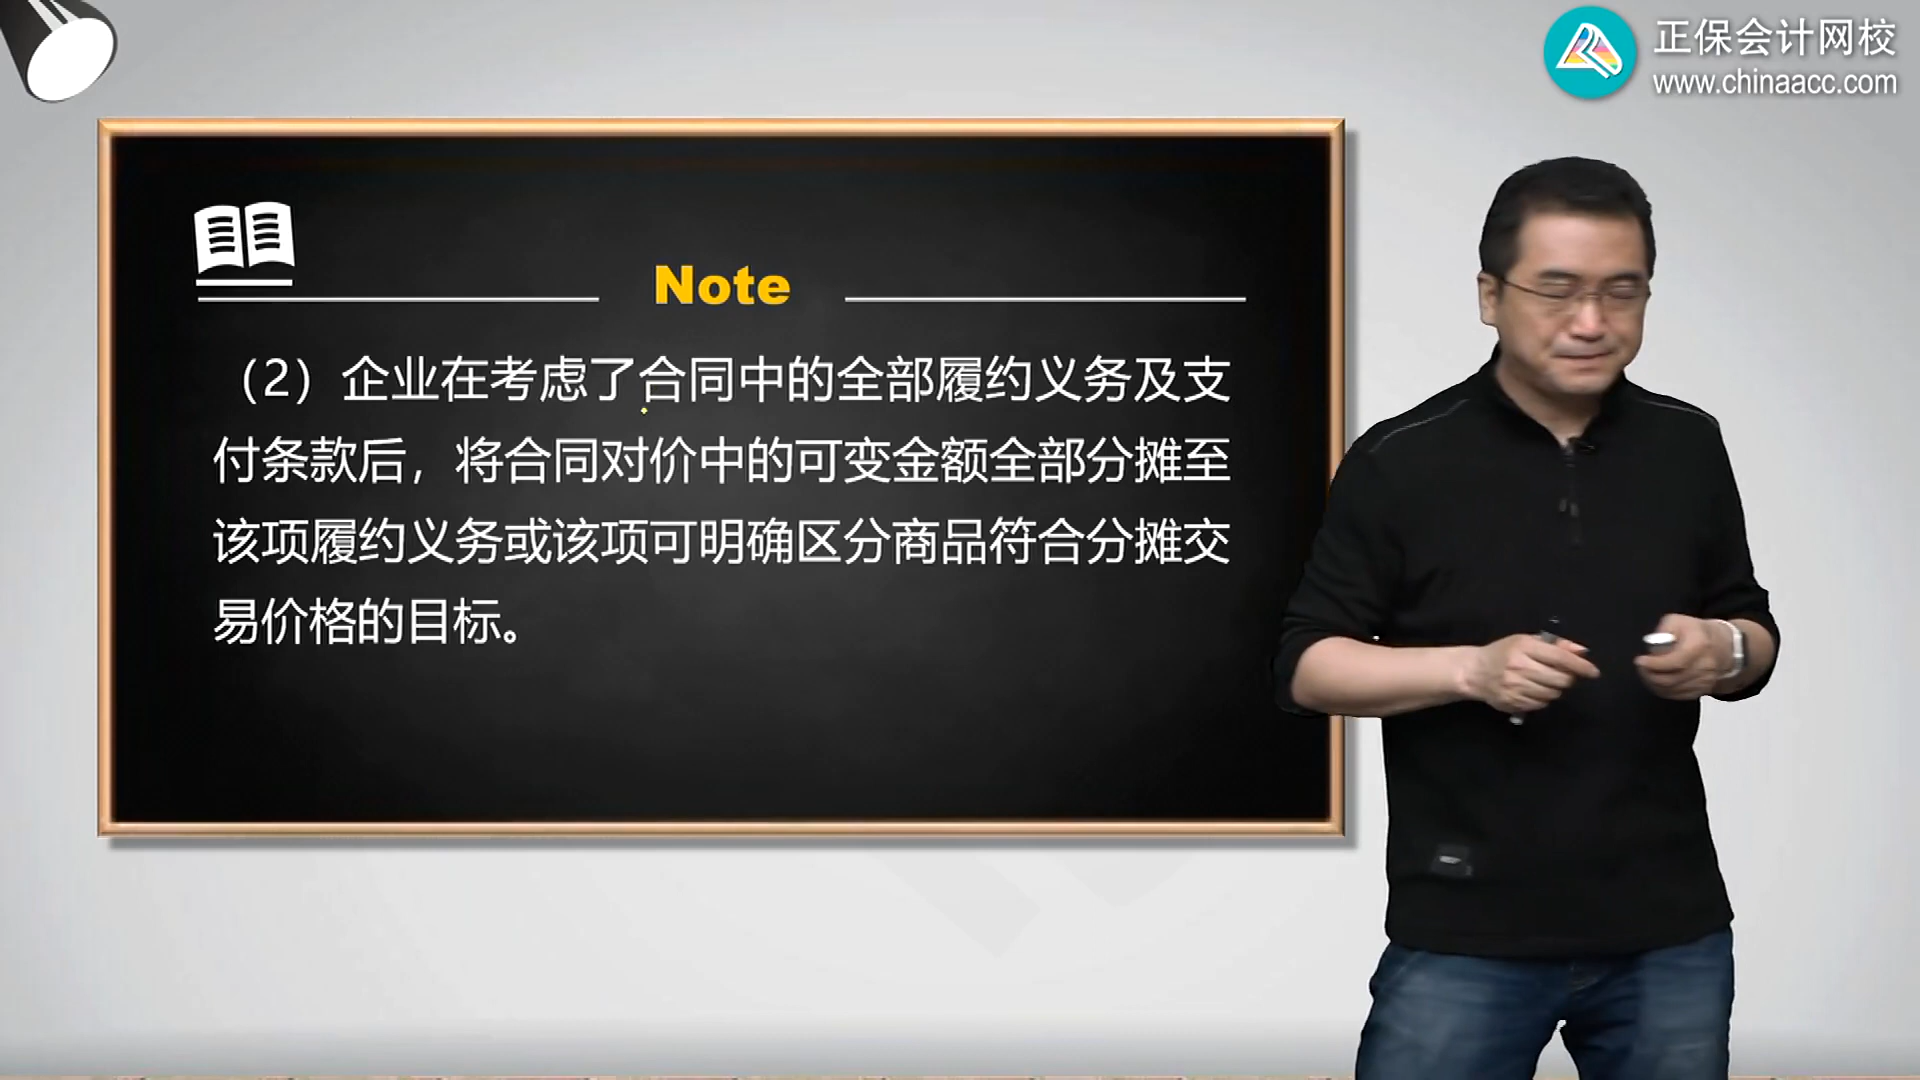 正保会计网校
www.chinaacc.com
Note
（2）企业在考虑了合同中的全部履约义务及支
付条款后，将合同对价中的可变金额全部分摊至
该项履约义务或该项可明确区分商品符合分摊交
易价格的目标。